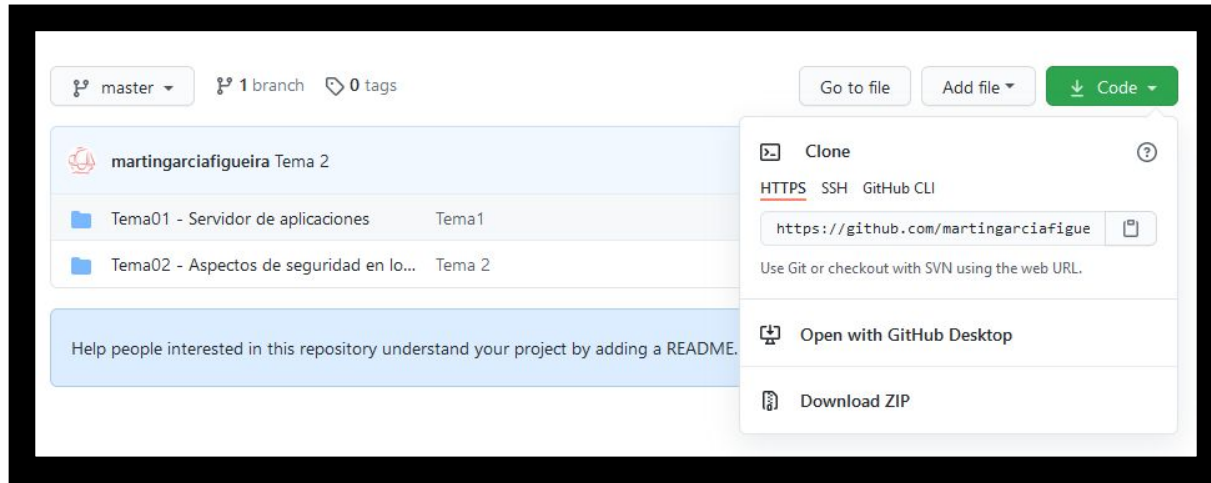 master
1 branch
0 tags
Go to file
Add file
Code
martingarciafigueira Tema 2
Tema01 - Servidor de aplicaciones Tema1
Tema02 - Aspectos de seguridad en lo... Tema 2
Help people interested in this repository understand your project by adding a README.
Clone
HTTPS SSH GitHub CLI
https://github.com/martingarciafigue
Use Git or checkout with SVN using the web URL.
Open with GitHub Desktop
Download ZIP